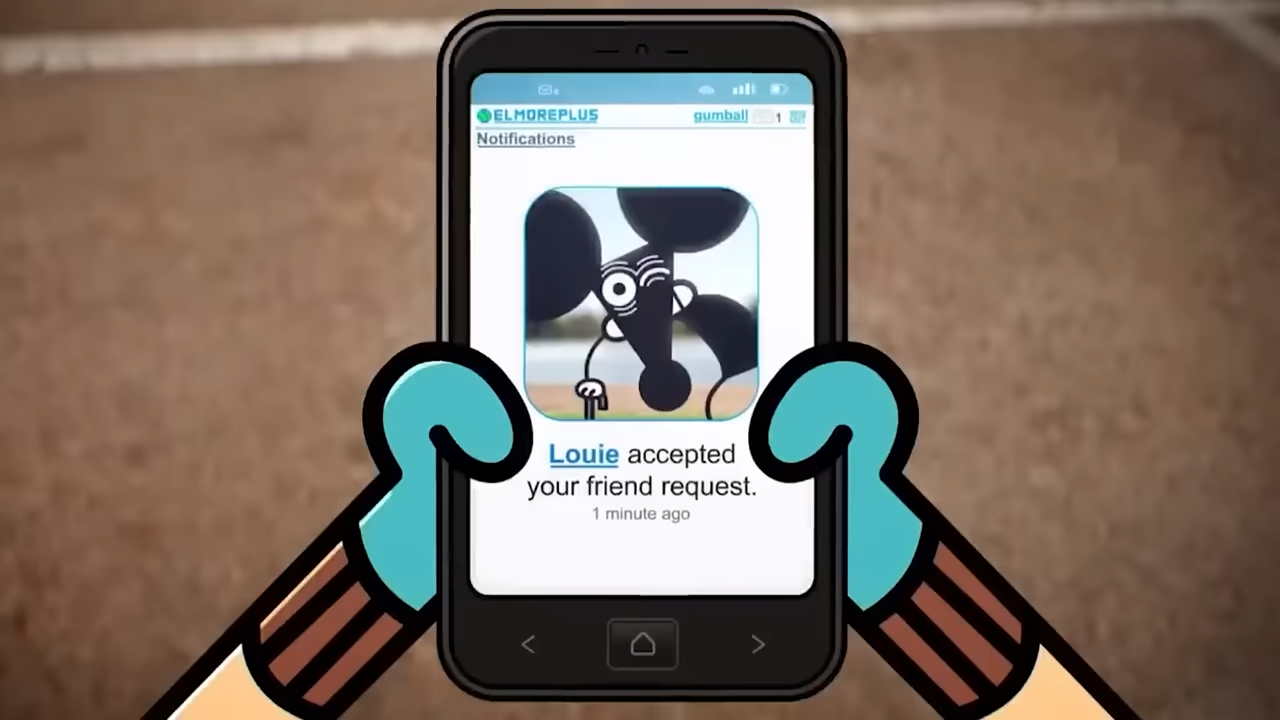 ELMOREPLUS
gumball
1
Notifications
Louie accepted
your friend request.
1 minute ago